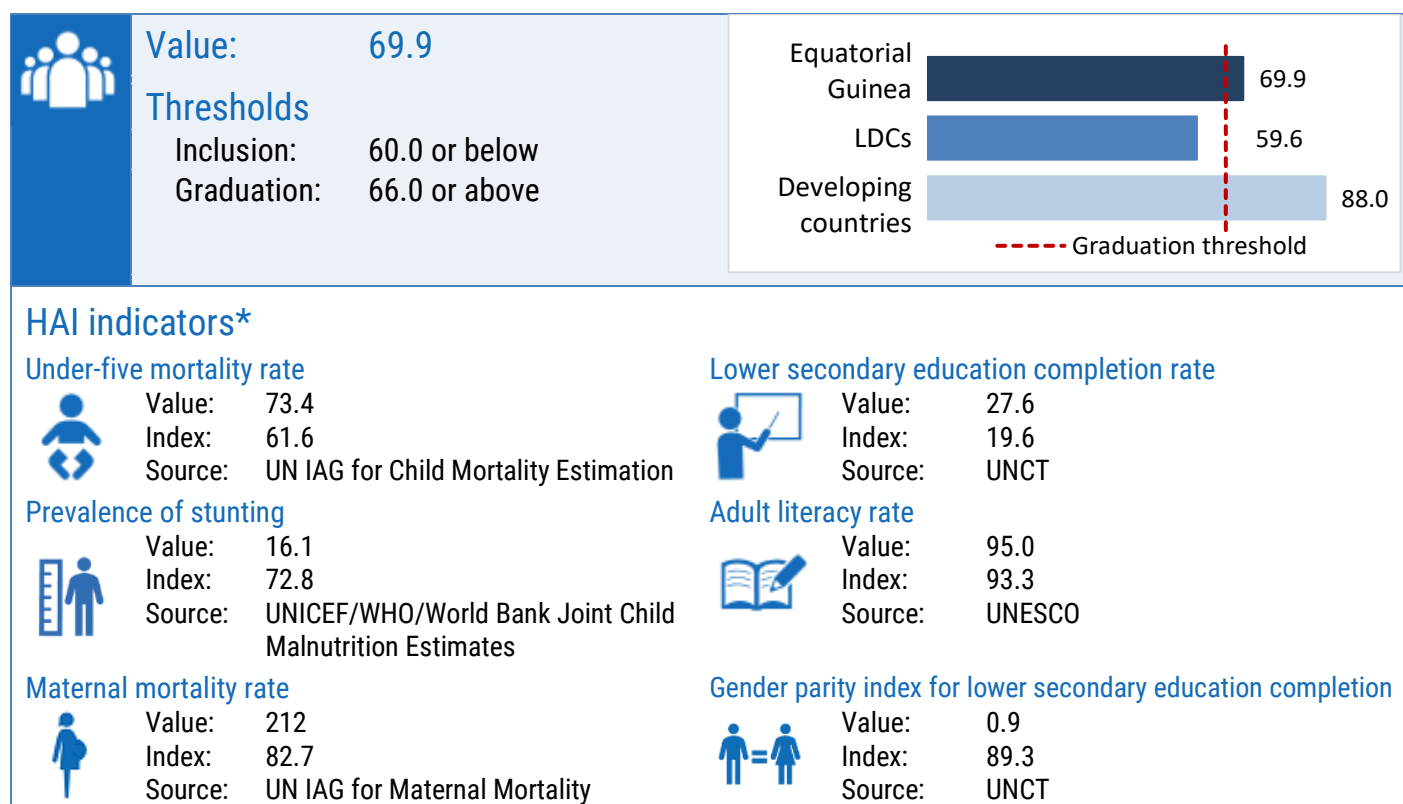 Value: 69.9
Thresholds
Inclusion: 60.0 or below
Graduation: 66.0 or above
Equatorial
Guinea
69.9
LDCs
59.6
Developing
countries
88.0
Graduation threshold
HAI indicators*
Under-five mortality rate
Value: 73.4
Index: 61.6
Source: UN IAG for Child Mortality Estimation
Prevalence of stunting
Value: 16.1
Index: 72.8
Source: UNICEF/WHO/World Bank Joint Child
Malnutrition Estimates
Maternal mortality rate
Value: 212
Index: 82.7
Source: UN IAG for Maternal Mortality
Lower secondary education completion rate
Value: 27.6
Index: 19.6
Source: UNCT
Adult literacy rate
Value: 95.0
Index: 93.3
Source: UNESCO
Gender parity index for lower secondary education completion
Value: 0.9
Index: 89.3
Source: UNCT